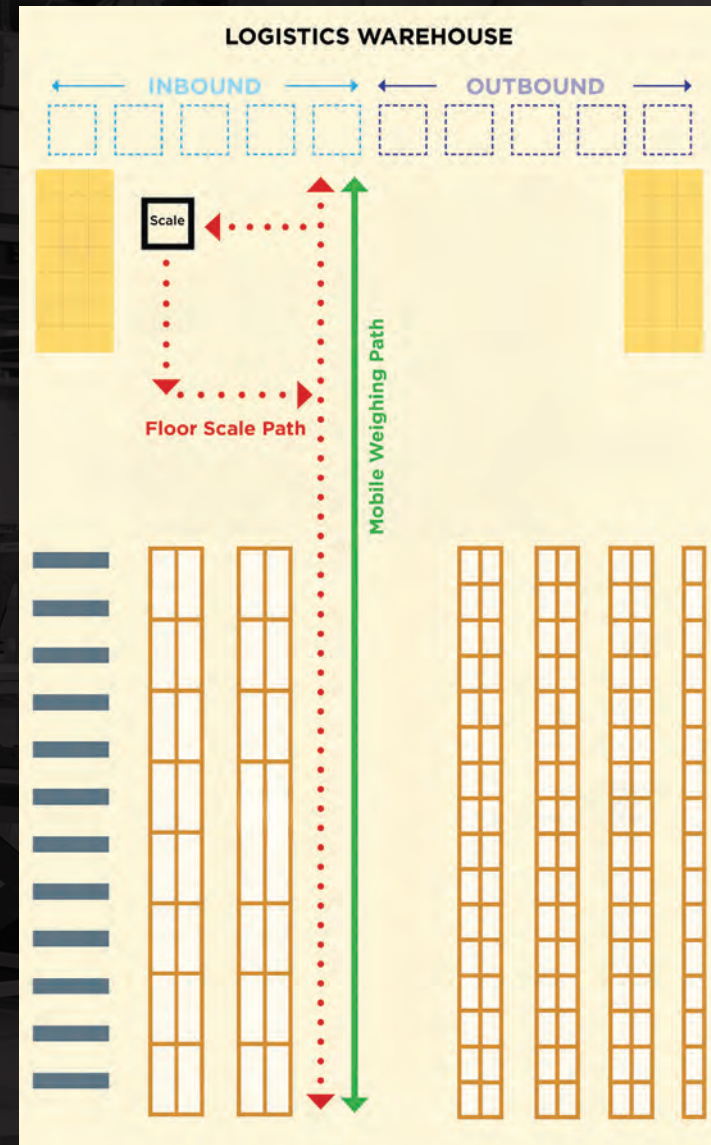 LOGISTICS WAREHOUSE
INBOUND
OUTBOUND
Scale
Floor Scale Path
Mobile Weighing Path